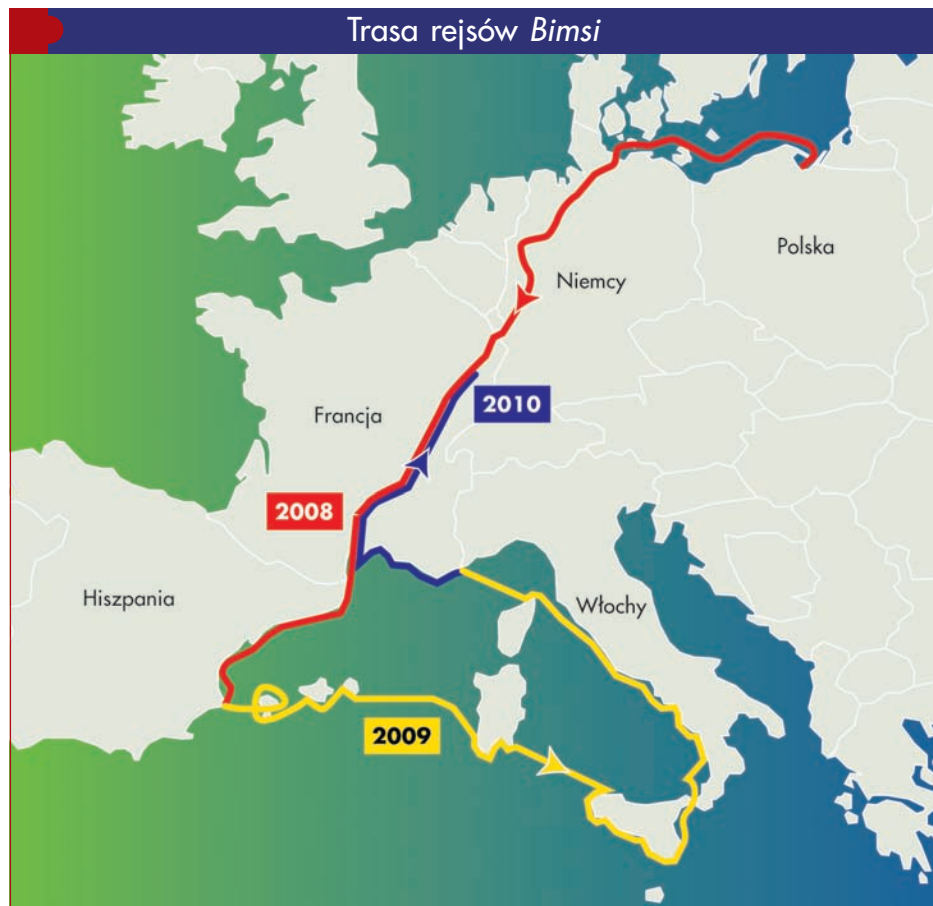 Trasa rejsów Bimsi
Polska
Niemcy
2010
Francja
2008
Hiszpania
Włochy
2009